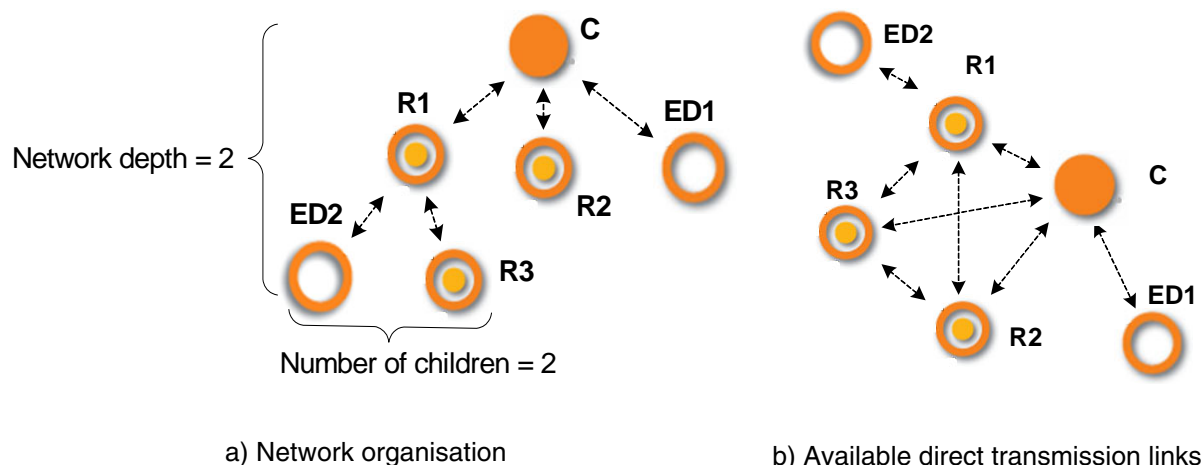 C
R1
ED1
Network depth = 2
R2
ED2
R3
Number of children = 2
a) Network organisation
ED2
R1
C
R3
ED1
R2
b) Available direct transmission links